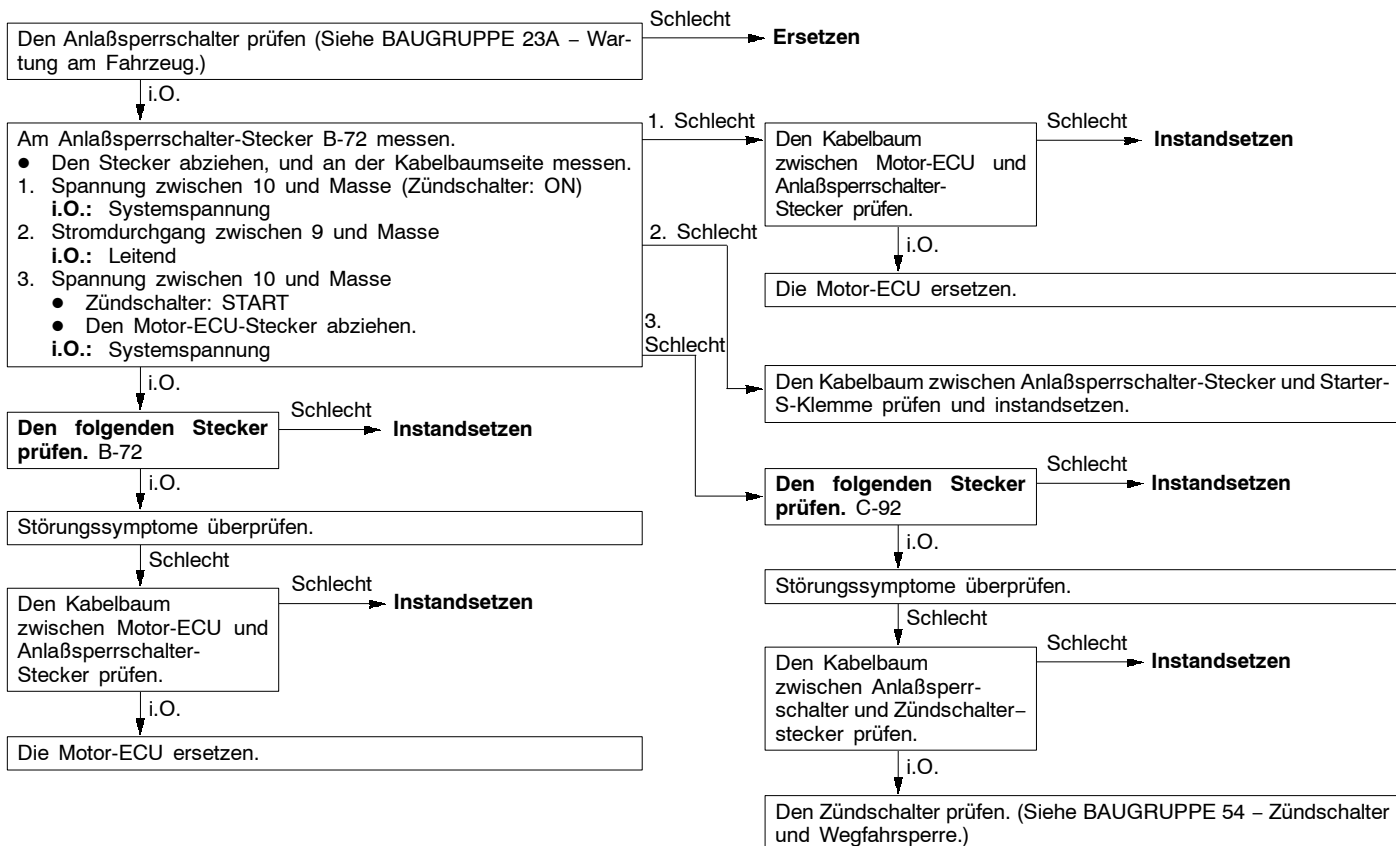 Den Anlaßsperrschalter prüfen (Siehe BAUGRUPPE 23A – War-
tung am Fahrzeug.)
Schlecht
Ersetzen
i.O.
Am Anlaßsperrschalter-Stecker B-72 messen.
● Den Stecker abziehen, und an der Kabelbaumseite messen.
1. Spannung zwischen 10 und Masse (Zündschalter: ON)
i.O.: Systemspannung
2. Stromdurchgang zwischen 9 und Masse
i.O.: Leitend
3. Spannung zwischen 10 und Masse
● Zündschalter: START
● Den Motor-ECU-Stecker abziehen.
i.O.: Systemspannung
i.O.
Den folgenden Stecker
prüfen. B-72
Schlecht
Instandsetzen
i.O.
Störungssymptome überprüfen.
Schlecht
Den Kabelbaum
zwischen Motor-ECU und
Anlaßsperrschalter-
Stecker prüfen.
Schlecht
Instandsetzen
i.O.
Die Motor-ECU ersetzen.
1. Schlecht
Den Kabelbaum
zwischen Motor-ECU und
Anlaßsperrschalter-
Stecker prüfen.
Schlecht
Instandsetzen
i.O.
Die Motor-ECU ersetzen.
2. Schlecht
Den Kabelbaum zwischen Anlaßsperrschalter-Stecker und Starter-
S-Klemme prüfen und instandsetzen.
3.
Schlecht
Den folgenden Stecker
prüfen. C-92
Schlecht
Instandsetzen
i.O.
Störungssymptome überprüfen.
Schlecht
Den Kabelbaum
zwischen Anlaßsperr-
schalter und Zündschalter–
stecker prüfen.
Schlecht
Instandsetzen
i.O.
Den Zündschalter prüfen. (Siehe BAUGRUPPE 54 – Zündschalter
und Wegfahrsperre.)